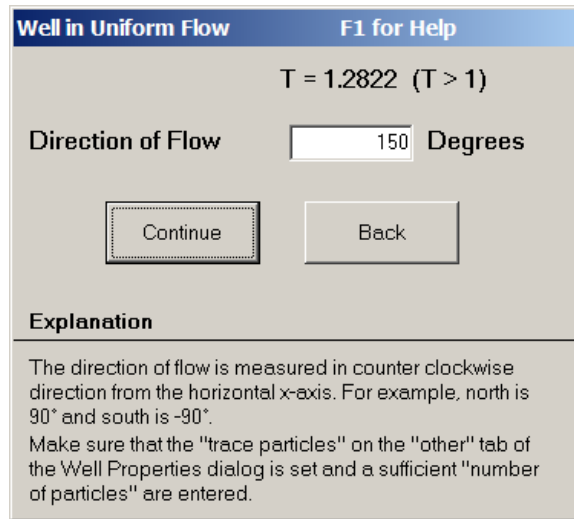 Well in Uniform Flow F1 for Help
T = 1.2822 (T > 1)
Direction of Flow 150 Degrees
Continue Back
Explanation
The direction of flow is measured in counter clockwise
direction from the horizontal x-axis. For example, north is
90° and south is -90°.
Make sure that the "trace particles" on the "other" tab of
the Well Properties dialog is set and a sufficient "number
of particles" are entered.